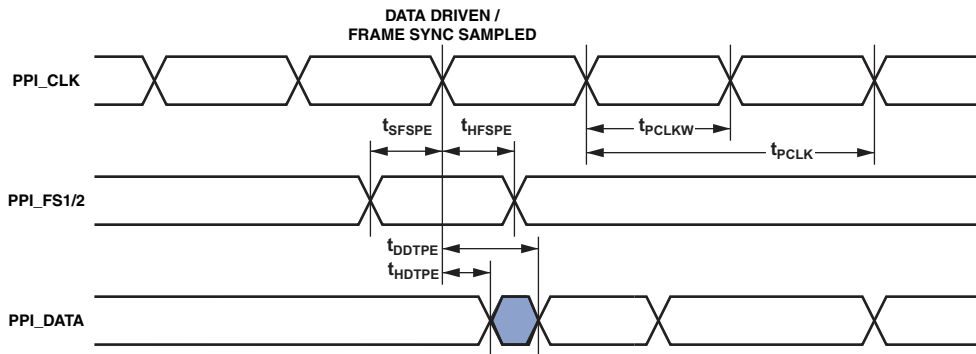 DATA DRIVEN /
FRAME SYNC SAMPLED
PPI_CLK
tSFSPE
tHFSPE
tPCLKW
tPCLK
PPI_FS1/2
tDDTPE
tHDTPE
PPI_DATA